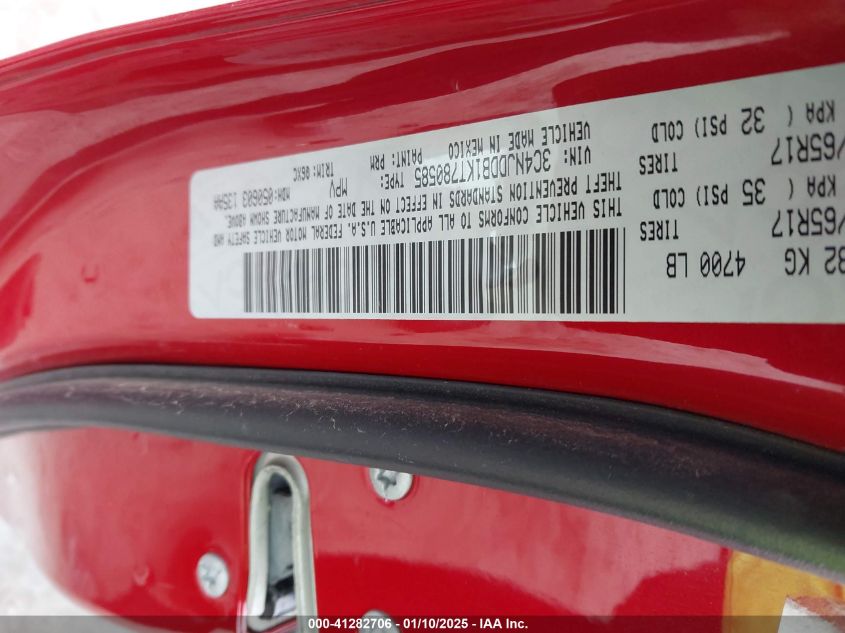 32 KG 4700 LB
/65R17 TIRES
KPA ( 35 PSI) COLD
/65R17 TIRES
KPA ( 32 PSI) COLD
THIS VEHICLE CONFORMS TO ALL APPLICABLE U.S.A. FEDERAL MOTOR VEHICLE SAFETY AND
THEFT PREVENTION STANDARDS IN EFFECT ON THE DATE OF MANUFACTURE SHOWN ABOVE.
VIN: 3C4NJDDB1KT780585 TYPE: MPV MDH:060603 136AA
VEHICLE MADE IN MEXICO PAINT: PRM TRIM:
000-41282706 - 01/10/2025 - IAA Inc.